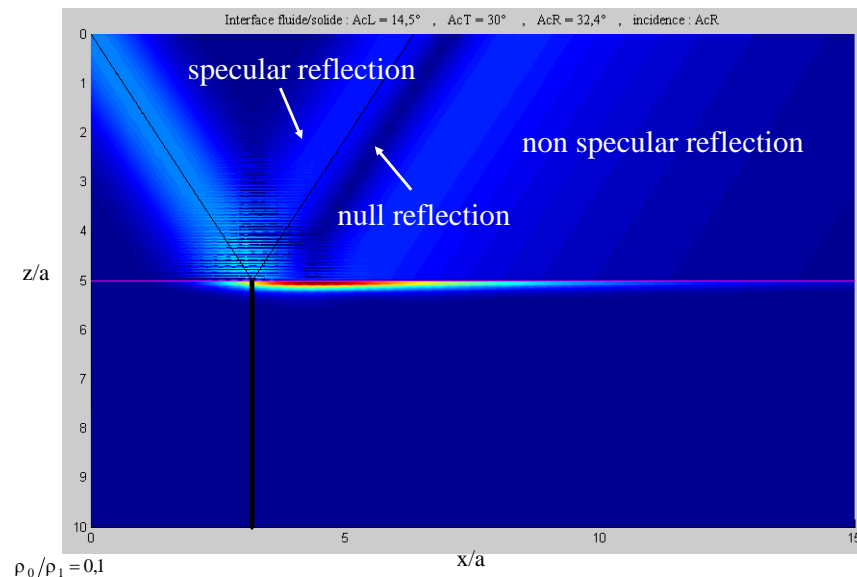 Interface fluide/solide : AcL = 14,5° , AcT = 30° , AcR = 32,4° , incidence : AcR
0
1
2
3
4
5
6
7
8
9
10
z/a
specular reflection
null reflection
non specular reflection
0
5
10
15
x/a
ρ₀/ρ₁ = 0,1